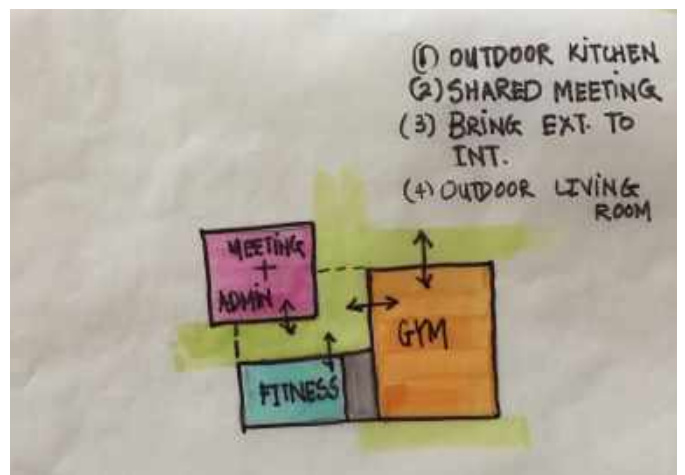 (1) OUTDOOR KITCHEN
(2) SHARED MEETING
(3) BRING EXT. TO
INT.
(4) OUTDOOR LIVING
ROOM
MEETING
+
ADMIN
GYM
FITNESS